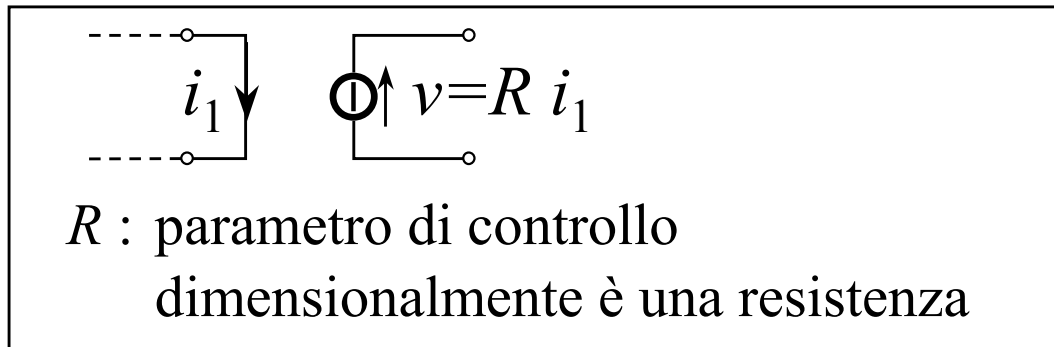 i₁ v=R i₁
R : parametro di controllo
dimensionalmente è una resistenza